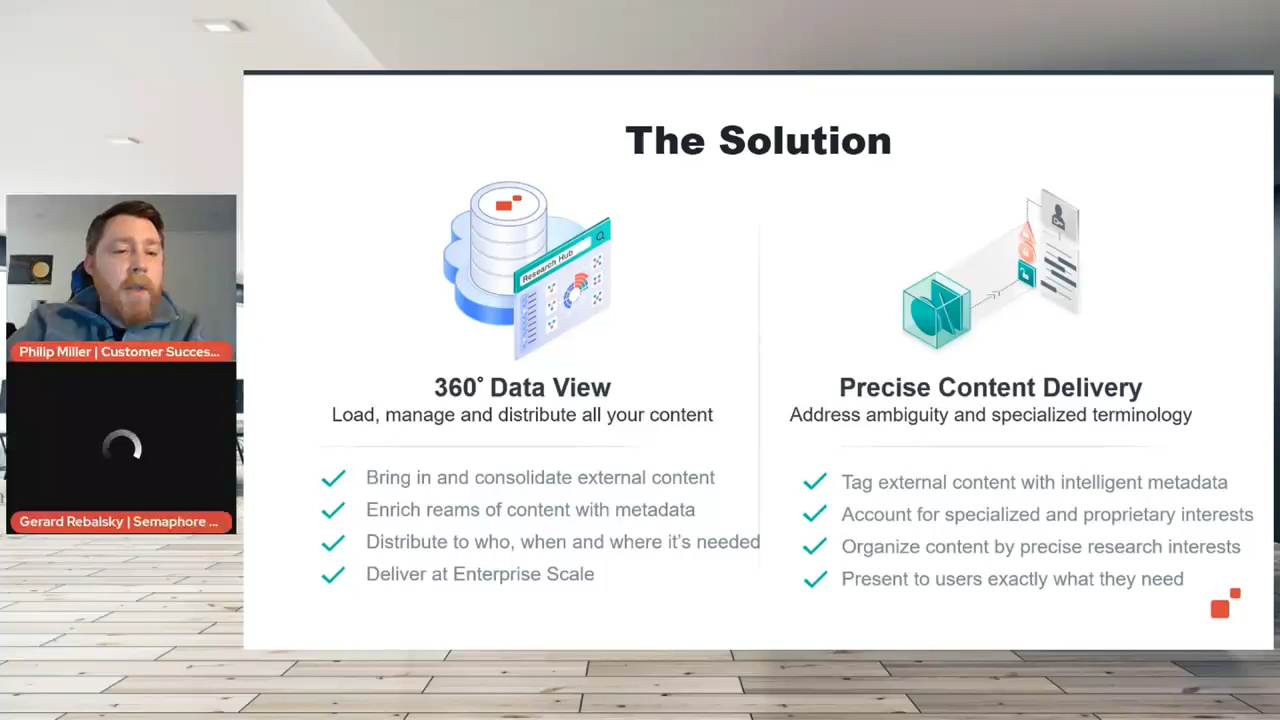 The Solution
Research Hub
360° Data View
Load, manage and distribute all your content
Bring in and consolidate external content
Enrich reams of content with metadata
Distribute to who, when and where it's needed
Deliver at Enterprise Scale
Precise Content Delivery
Address ambiguity and specialized terminology
Tag external content with intelligent metadata
Account for specialized and proprietary interests
Organize content by precise research interests
Present to users exactly what they need
Philip Miller | Customer Succes...
Gerard Rebalsky | Semaphore ...